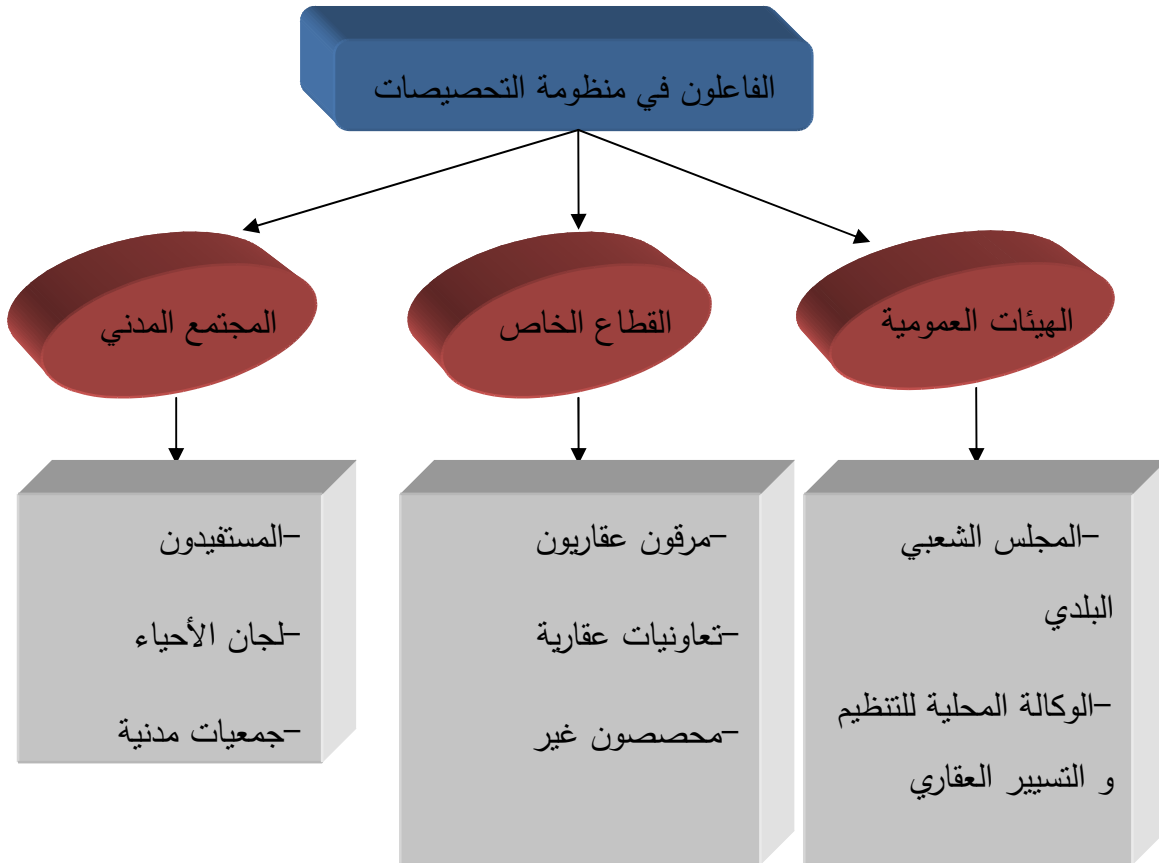 الفاعلون في منظومة التحصيصات
الهيئات العمومية
القطاع الخاص
المجتمع المدني
-المجلس الشعبي
البلدي
-الوكالة المحلية للتنظيم
و التسيير العقاري
-مرقون عقاريون
-تعاونيات عقارية
-محصصون غير
-المستفيدون
-لجان الأحياء
-جمعيات مدنية